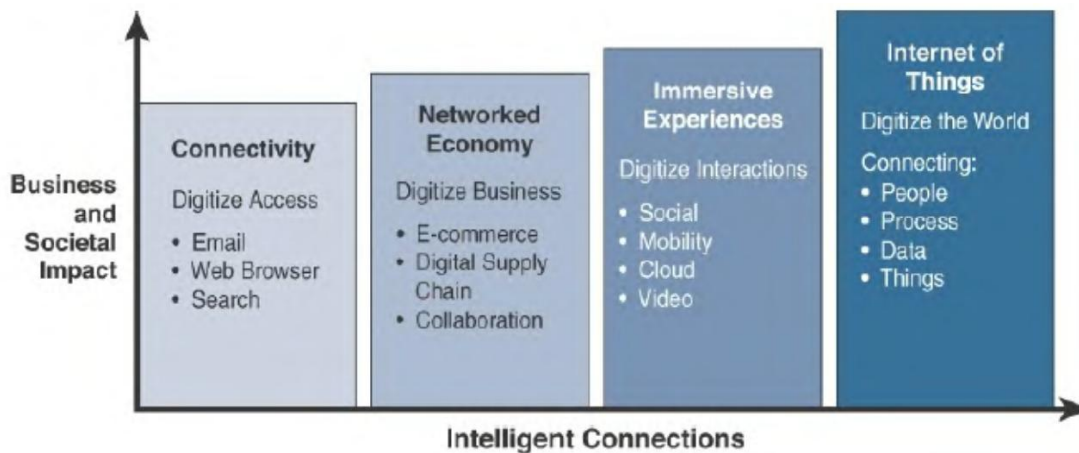 Business
and
Societal
Impact
Connectivity
Digitize Access
• Email
• Web Browser
• Search
Networked
Economy
Digitize Business
• E-commerce
• Digital Supply
Chain
• Collaboration
Immersive
Experiences
Digitize Interactions
• Social
• Mobility
• Cloud
• Video
Internet of
Things
Digitize the World
Connecting:
• People
• Process
• Data
• Things
Intelligent Connections